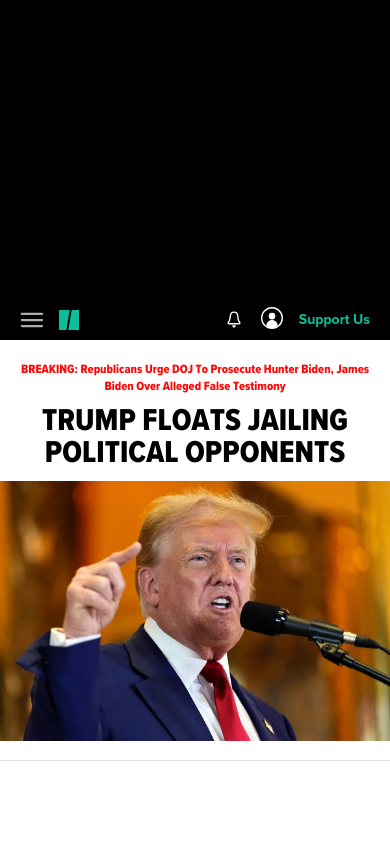 Support Us
BREAKING: Republicans Urge DOJ To Prosecute Hunter Biden, James
Biden Over Alleged False Testimony
TRUMP FLOATS JAILING
POLITICAL OPPONENTS